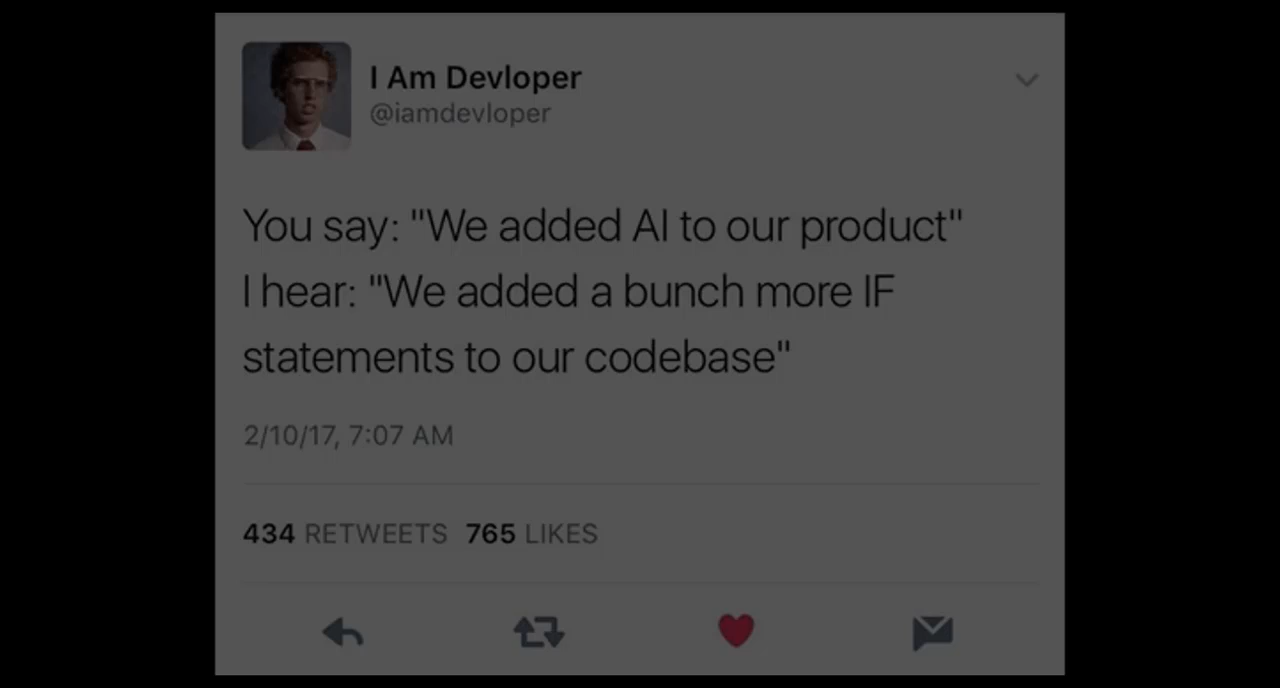 I Am Devloper
@iamdevloper
You say: "We added AI to our product"
I hear: "We added a bunch more IF
statements to our codebase"
2/10/17, 7:07 AM
434 RETWEETS 765 LIKES